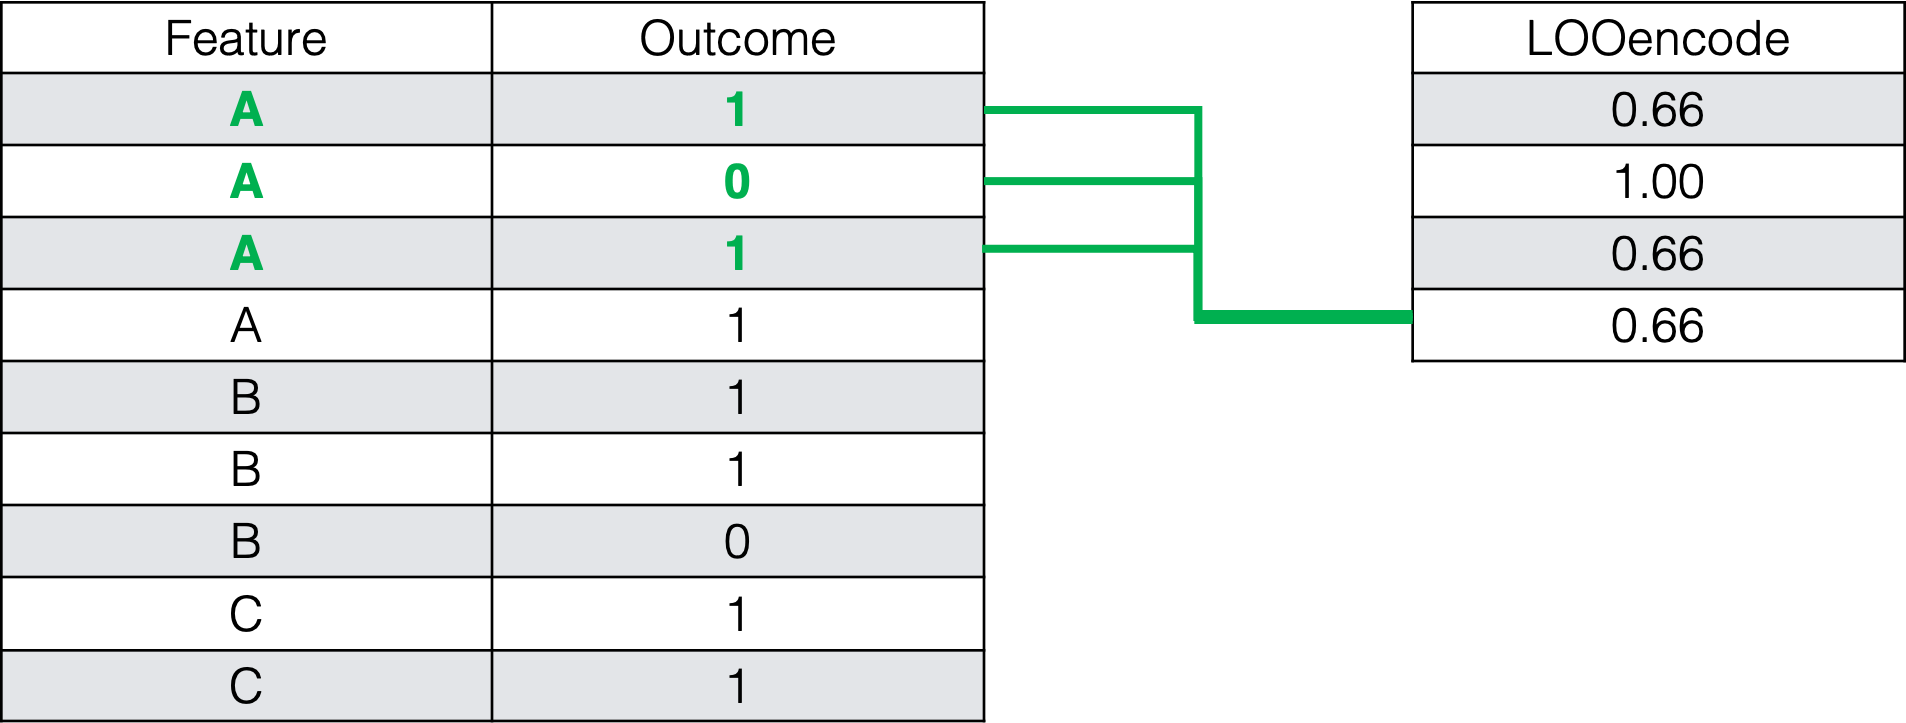 Feature Outcome LOOencode
A 1 0.66
A 0 1.00
A 1 0.66
A 1 0.66
B 1
B 1
B 0
C 1
C 1